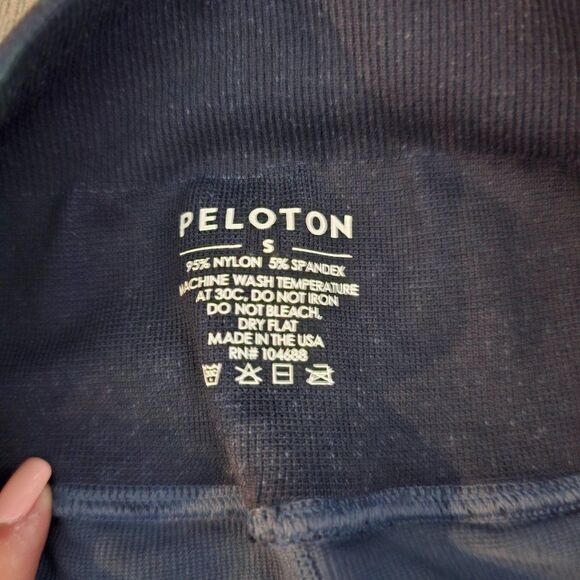 PELOTON
S
95% NYLON 5% SPANDEX
MACHINE WASH TEMPERATURE
AT 30C, DO NOT IRON
DO NOT BLEACH,
DRY FLAT
MADE IN THE USA
RN# 104688